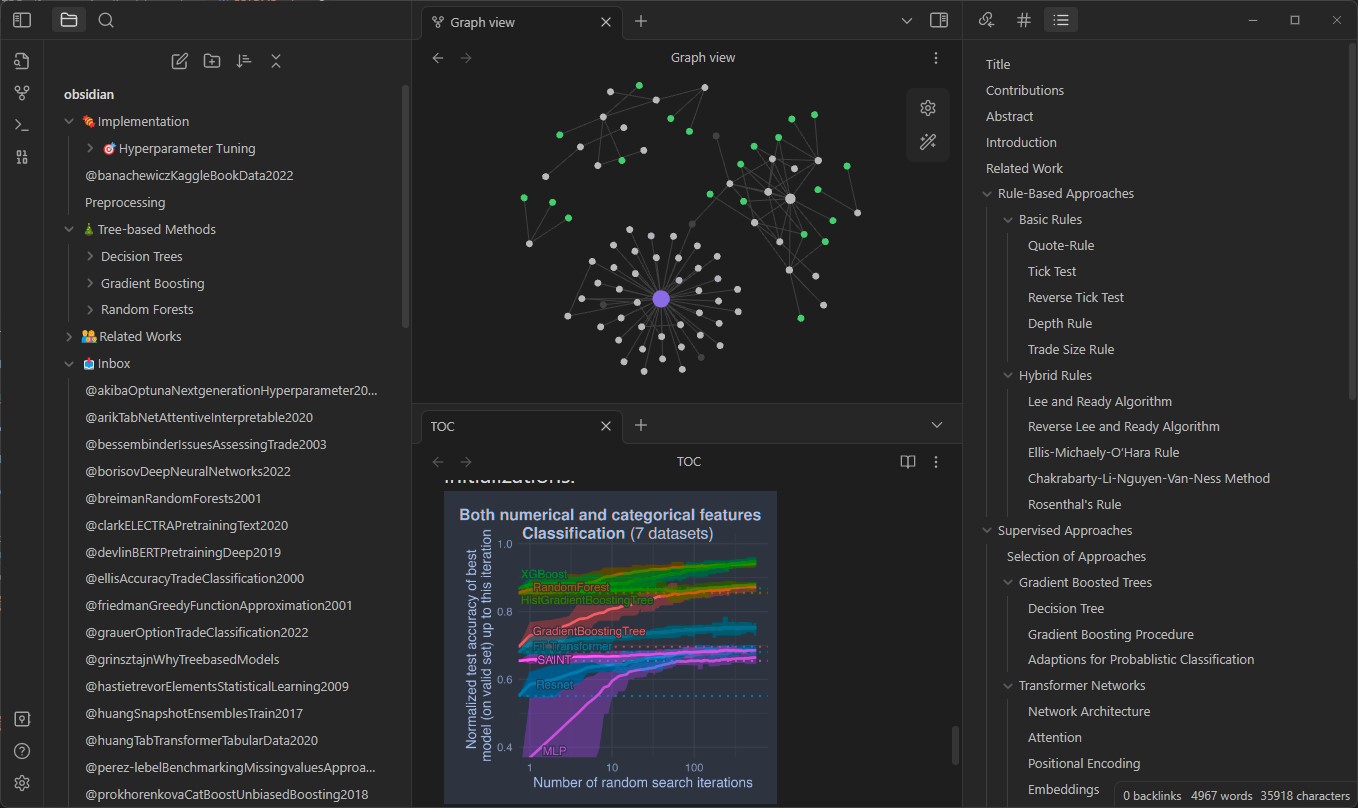 Graph view
Graph view
obsidian
Implementation
Hyperparameter Tuning
@banachewiczKaggleBookData2022
Preprocessing
Tree-based Methods
Decision Trees
Gradient Boosting
Random Forests
Related Works
Inbox
@akibaOptunaNextgenerationHyperparameter20...
@arikTabNetAttentiveInterpretable2020
@bessembinderIssuesAssessingTrade2003
@borisovDeepNeuralNetworks2022
@breimanRandomForests2001
@clarkELECTRAPretrainingText2020
@devlinBERTPretrainingDeep2019
@ellisAccuracyTradeClassification2000
@friedmanGreedyFunctionApproximation2001
@grauerOptionTradeClassification2022
@grinsztajnWhyTreebasedModels
@hastietrevorElementsStatisticalLearning2009
@huangSnapshotEnsemblesTrain2017
@huangTabTransformerTabularData2020
@perez-lebelBenchmarkingMissingvaluesApproa...
@prokhorenkovaCatBoostUnbiasedBoosting2018
TOC
TOC
initializations.
Both numerical and categorical features
Classification (7 datasets)
Normalized test accuracy of best
model (on valid set) up to this iteration
1.0
0.8
0.6
0.4
XGBoost
RandomForest
HistGradientBoostingTree
GradientBoostingTree
SAINT
Resnet
MLP
1
10
100
Number of random search iterations
Title
Contributions
Abstract
Introduction
Related Work
Rule-Based Approaches
Basic Rules
Quote-Rule
Tick Test
Reverse Tick Test
Depth Rule
Trade Size Rule
Hybrid Rules
Lee and Ready Algorithm
Reverse Lee and Ready Algorithm
Ellis-Michaely-O'Hara Rule
Chakrabarty-Li-Nguyen-Van-Ness Method
Rosenthal's Rule
Supervised Approaches
Selection of Approaches
Gradient Boosted Trees
Decision Tree
Gradient Boosting Procedure
Adaptions for Probablistic Classification
Transformer Networks
Network Architecture
Attention
Positional Encoding
Embeddings
0 backlinks 4967 words 35918 characters